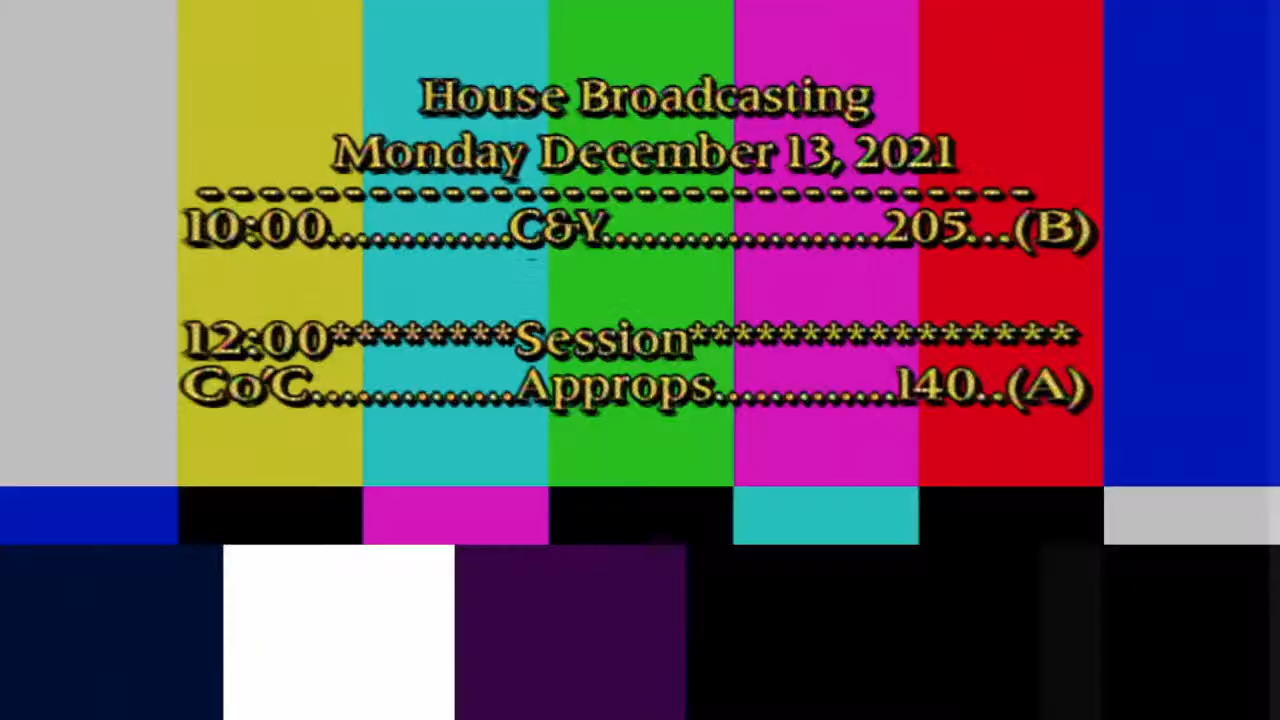 House Broadcasting
Monday December 13, 2021
- - - - - - - - - - - - - - - - - - - - - - - - - - - -
10:00............C&Y...................205...(B)
12:00********Session****************
Co'C..............Approps............140..(A)